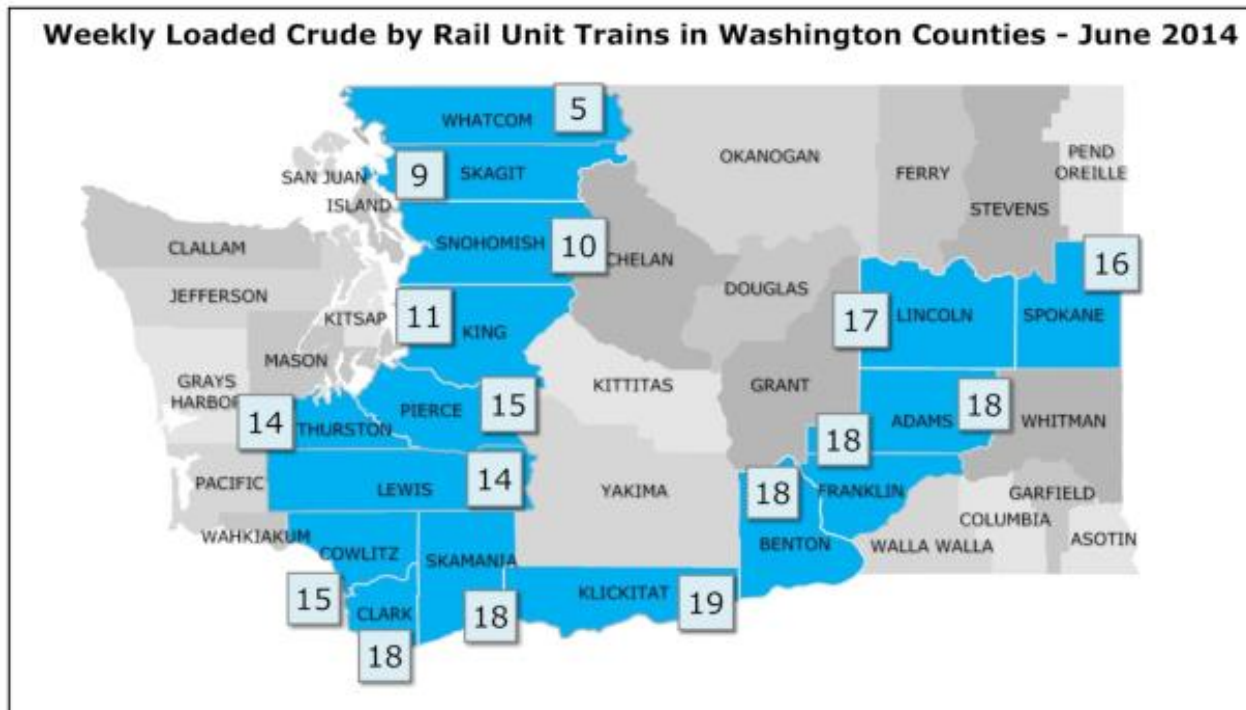 Weekly Loaded Crude by Rail Unit Trains in Washington Counties - June 2014
WHATCOM
5
OKANOGAN
FERRY
PEND
OREILLE
SAN JUAN
9
SKAGIT
ISLAND
STEVENS
CLALLAM
SNOHOMISH
10
CHELAN
16
JEFFERSON
KITSAP
11
KING
DOUGLAS
17
LINCOLN
SPOKANE
MASON
GRAYS
HARBOR
KITTITAS
GRANT
14
THURSTON
PIERCE
15
18
ADAMS
18
WHITMAN
PACIFIC
LEWIS
14
YAKIMA
18
FRANKLIN
GARFIELD
COLUMBIA
WAHKIAKUM
COWLITZ
SKAMANIA
BENTON
WALLA WALLA
ASOTIN
15
CLARK
18
18
KLICKITAT
19